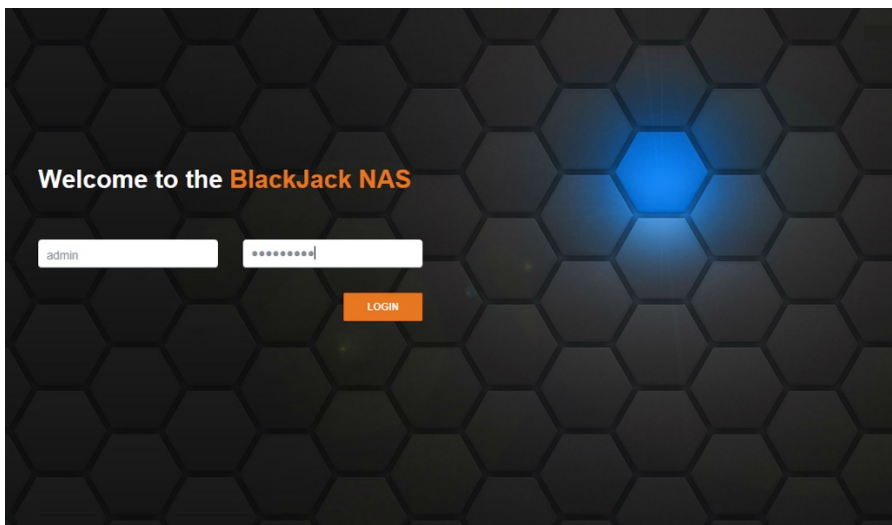 Welcome to the BlackJack NAS
admin
•••••••••
LOGIN